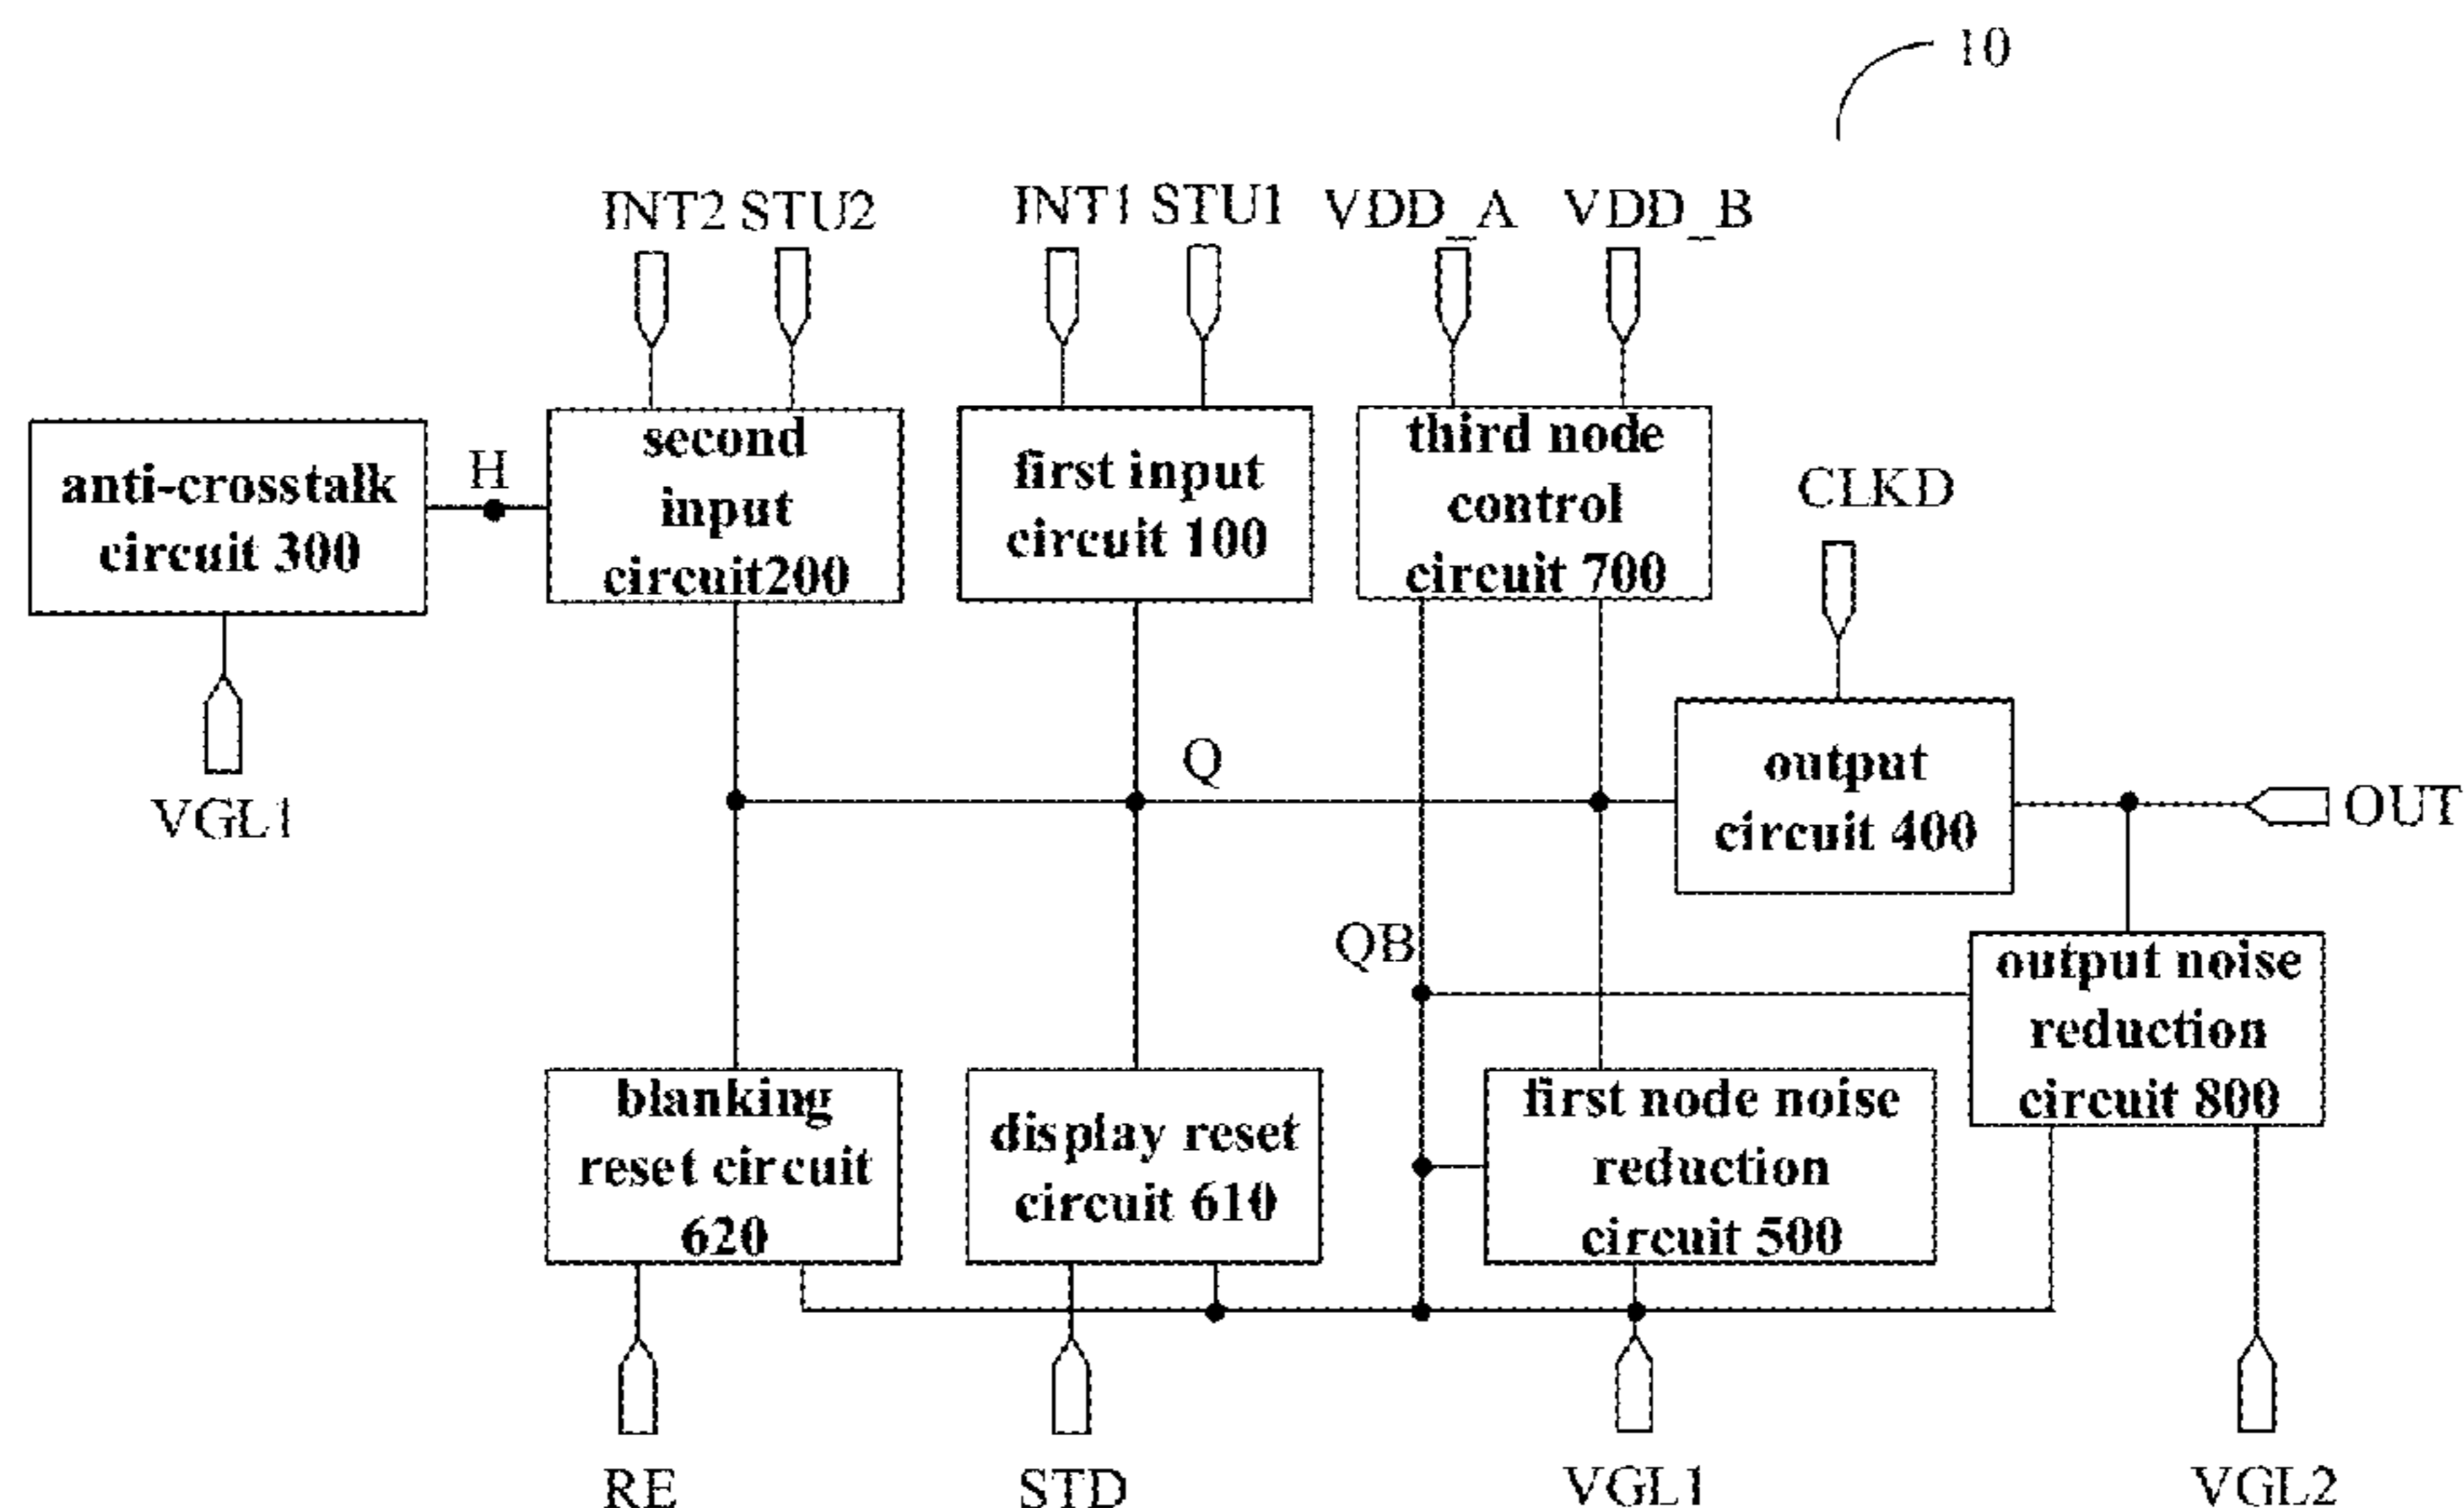 10
INT2 STU2
INT1 STU1
VDD_A
VDD_B
anti-crosstalk
circuit 300
H
second
input
circuit200
first input
circuit 100
third node
control
circuit 700
CLKD
VGL1
Q
output
circuit 400
OUT
QB
output noise
reduction
circuit 800
blanking
reset circuit
620
display reset
circuit 610
first node noise
reduction
circuit 500
RE
STD
VGL1
VGL2